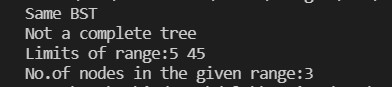 Same BST
Not a complete tree
Limits of range:5 45
No.of nodes in the given range:3